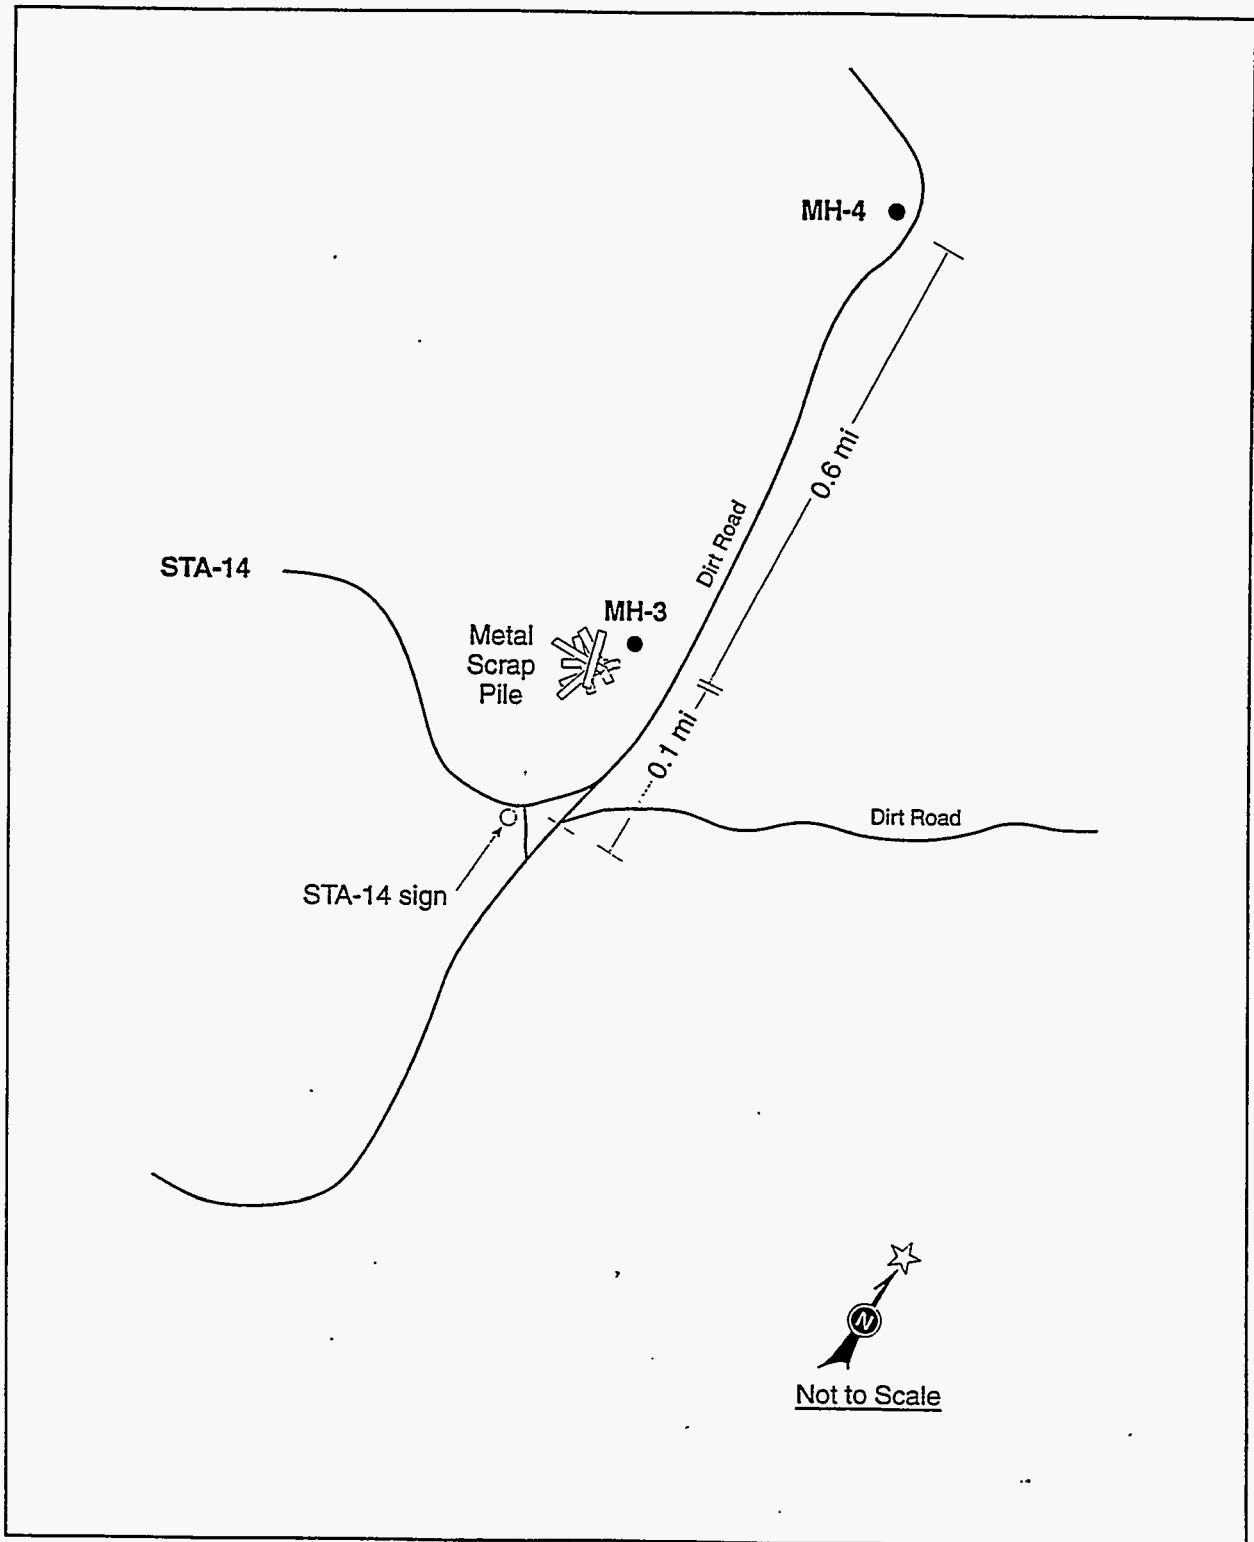 MH-4
0.6 mi
Dirt Road
STA-14
MH-3
Metal
Scrap
Pile
0.1 mi
Dirt Road
STA-14 sign
N
Not to Scale